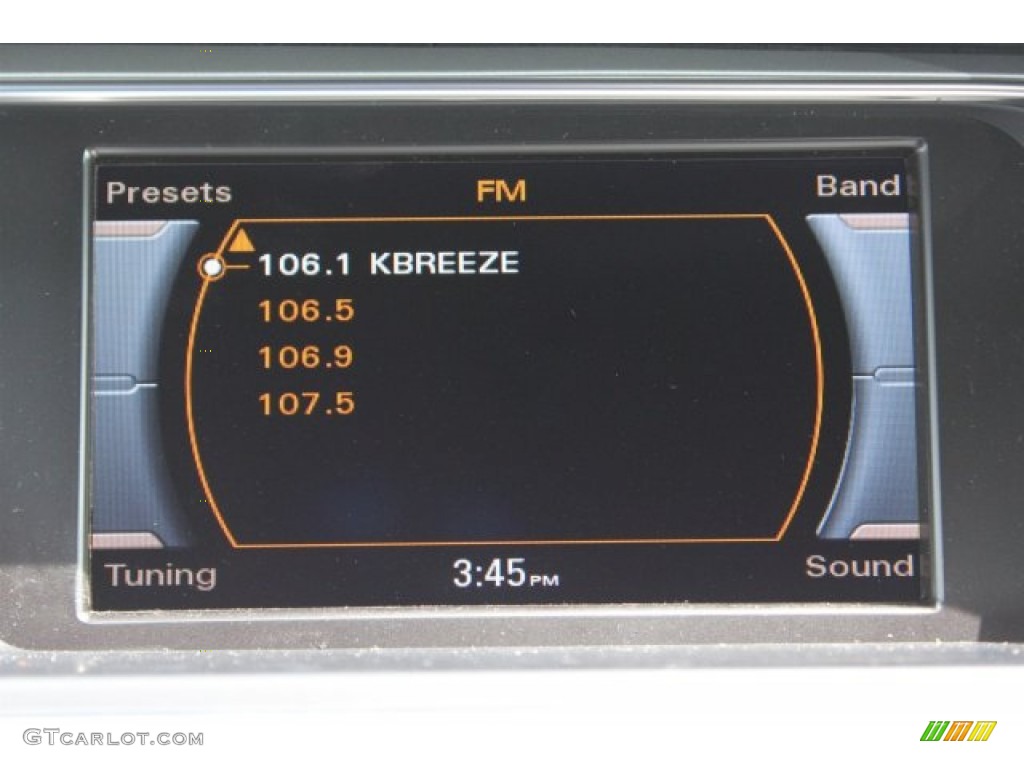 Presets FM Band
106.1 KBREEZE
106.5
106.9
107.5
Tuning 3:45 PM Sound
GTCARLOT.COM